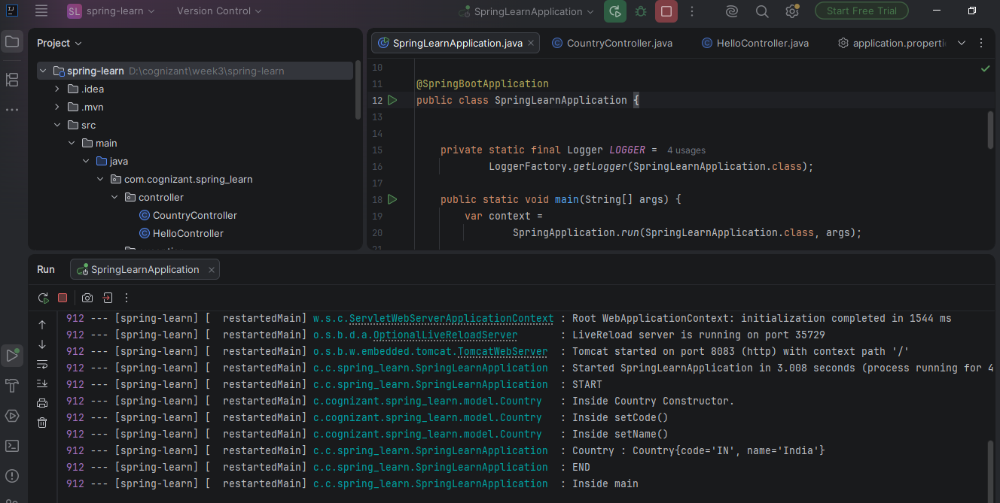 SL spring-learn Version Control SpringLearnApplication Start Free Trial
Project
spring-learn D:\cognizant\week3\spring-learn
.idea
.mvn
src
main
java
com.cognizant.spring_learn
controller
CountryController
HelloController
SpringLearnApplication.java CountryController.java HelloController.java application.properti
10
11 @SpringBootApplication
12 public class SpringLearnApplication {
13
14
15 private static final Logger LOGGER = 4 usages
16 LoggerFactory.getLogger(SpringLearnApplication.class);
17
18 public static void main(String[] args) {
19 var context =
20 SpringApplication.run(SpringLearnApplication.class, args);
21
Run SpringLearnApplication
912 --- [spring-learn] [ restartedMain] w.s.c.ServletWebServerApplicationContext : Root WebApplicationContext: initialization completed in 1544 ms
912 --- [spring-learn] [ restartedMain] o.s.b.d.a.OptionalLiveReloadServer : LiveReload server is running on port 35729
912 --- [spring-learn] [ restartedMain] o.s.b.w.embedded.tomcat.TomcatWebServer : Tomcat started on port 8083 (http) with context path '/'
912 --- [spring-learn] [ restartedMain] c.c.spring_learn.SpringLearnApplication : Started SpringLearnApplication in 3.008 seconds (process running for 4
912 --- [spring-learn] [ restartedMain] c.c.spring_learn.SpringLearnApplication : START
912 --- [spring-learn] [ restartedMain] c.cognizant.spring_learn.model.Country : Inside Country Constructor.
912 --- [spring-learn] [ restartedMain] c.cognizant.spring_learn.model.Country : Inside setCode()
912 --- [spring-learn] [ restartedMain] c.cognizant.spring_learn.model.Country : Inside setName()
912 --- [spring-learn] [ restartedMain] c.c.spring_learn.SpringLearnApplication : Country : Country{code='IN', name='India'}
912 --- [spring-learn] [ restartedMain] c.c.spring_learn.SpringLearnApplication : END
912 --- [spring-learn] [ restartedMain] c.c.spring_learn.SpringLearnApplication : Inside main